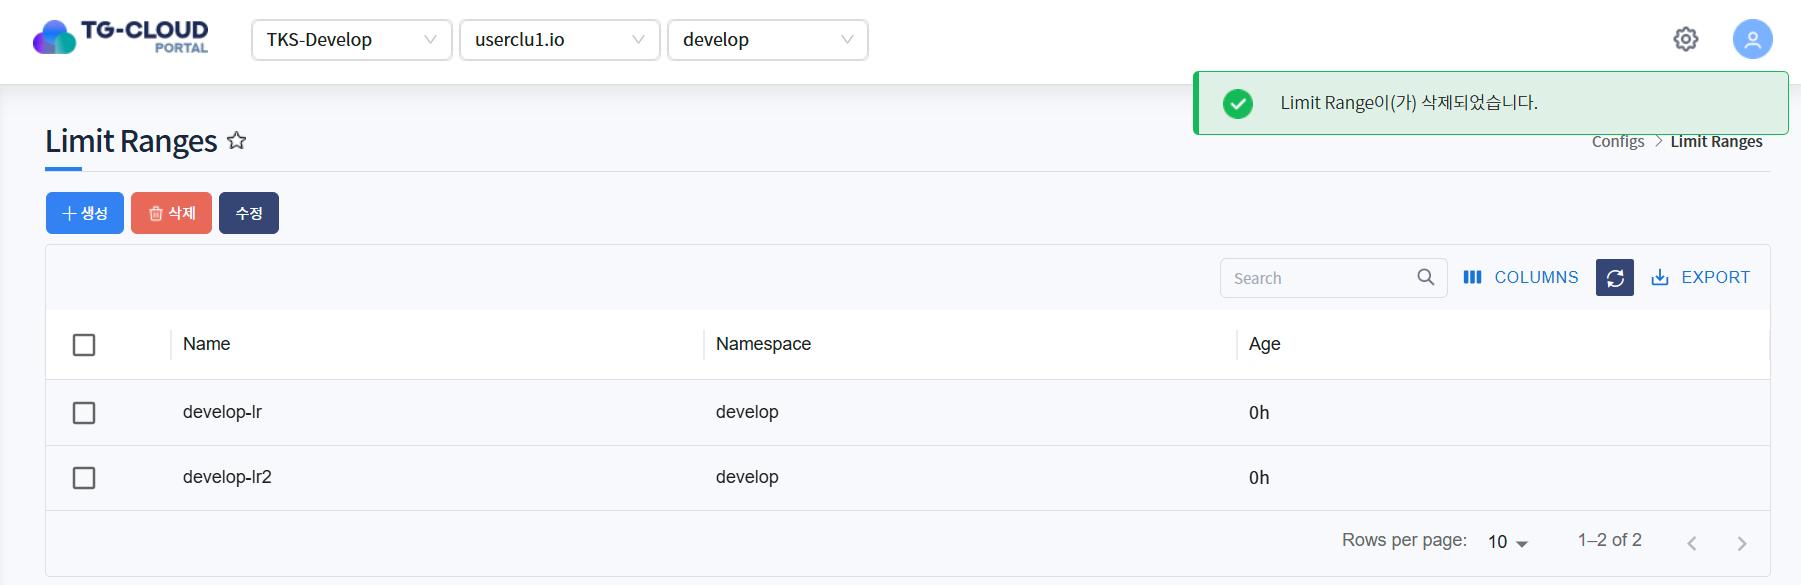 TG-CLOUD
PORTAL
TKS-Develop
userclu1.io
develop
Limit Range이(가) 삭제되었습니다.
Limit Ranges
Configs > Limit Ranges
생성
삭제
수정
Search
COLUMNS
EXPORT
Name Namespace Age
develop-lr develop 0h
develop-lr2 develop 0h
Rows per page: 10 1–2 of 2